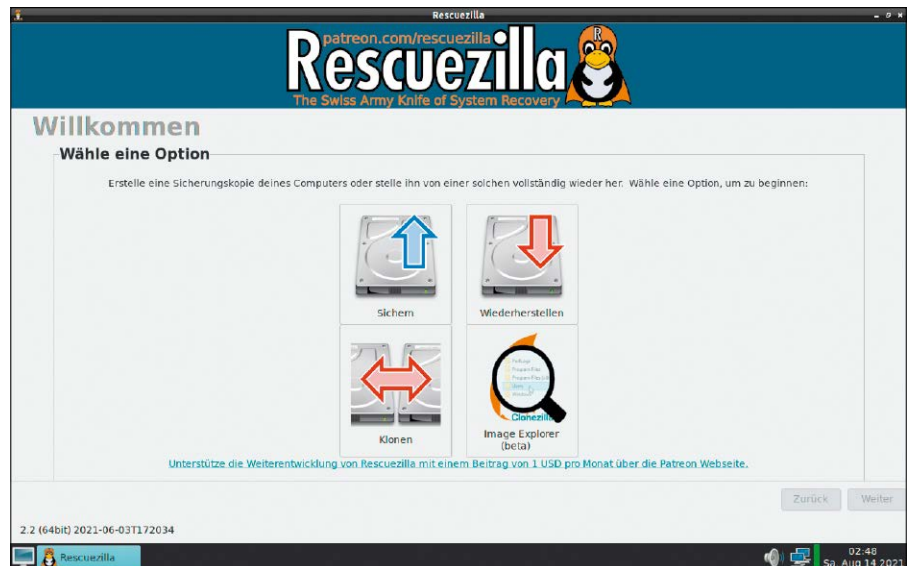 Rescuezilla
patreon.com/rescuezilla
Rescuezilla
R
The Swiss Army Knife of System Recovery
Willkommen
Wähle eine Option
Erstelle eine Sicherungskopie deines Computers oder stelle ihn von einer solchen vollständig wieder her. Wähle eine Option, um zu beginnen:
Sichern
Wiederherstellen
Clonezilla
Klonen
Image Explorer
(beta)
Unterstütze die Weiterentwicklung von Rescuezilla mit einem Beitrag von 1 USD pro Monat über die Patreon Webseite.
Zurück
Weiter
2.2 (64bit) 2021-06-03T172034
Rescuezilla
02:48
Sa. Aug 14 2021